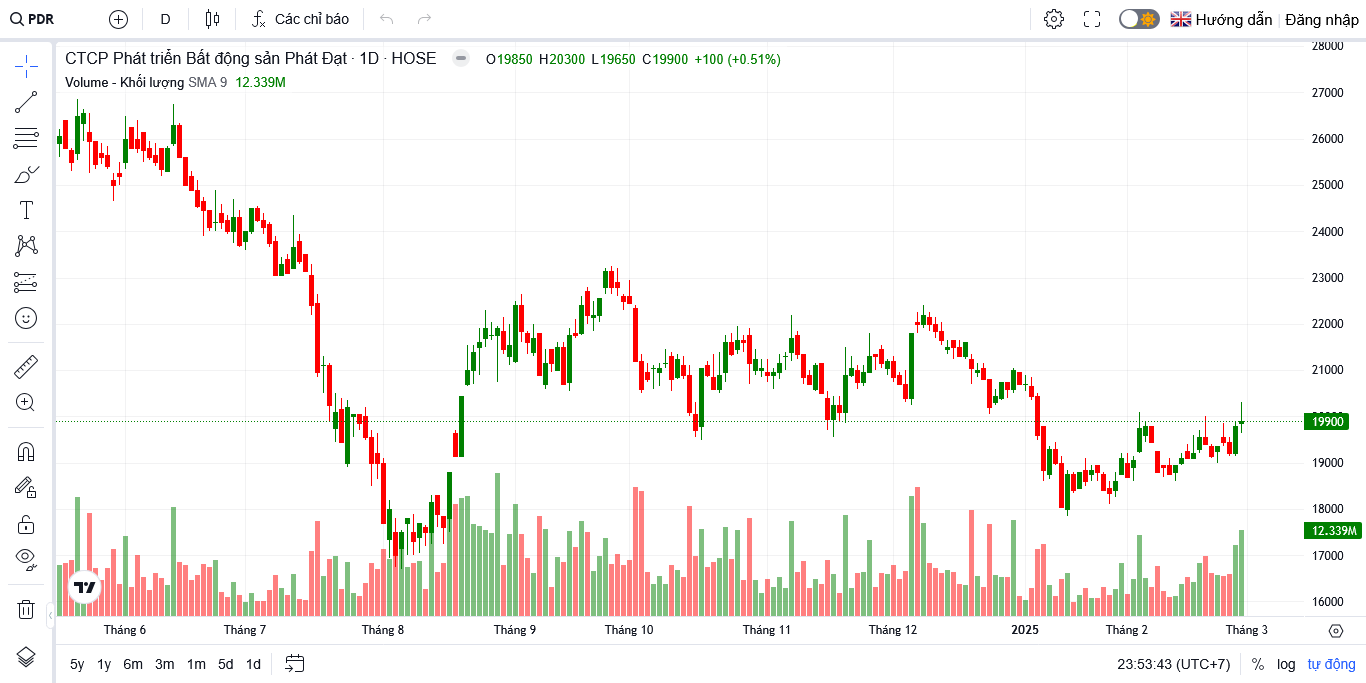 PDR D Các chỉ báo Hướng dẫn Đăng nhập
CTCP Phát triển Bất động sản Phát Đạt · 1D · HOSE O19850 H20300 L19650 C19900 +100 (+0.51%)
Volume - Khối lượng SMA 9 12.339M
28000
27000
26000
25000
24000
23000
22000
21000
19900
19000
18000
12.339M
17000
16000
Tháng 6 Tháng 7 Tháng 8 Tháng 9 Tháng 10 Tháng 11 Tháng 12 2025 Tháng 2 Tháng 3
5y 1y 6m 3m 1m 5d 1d 23:53:43 (UTC+7) % log tự động